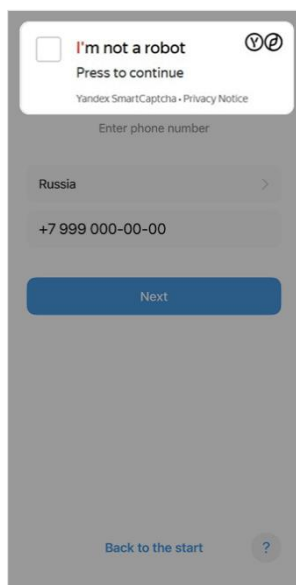 I'm not a robot
Press to continue
Yandex SmartCaptcha • Privacy Notice
Enter phone number
Russia
+7 999 000-00-00
Next
Back to the start
?